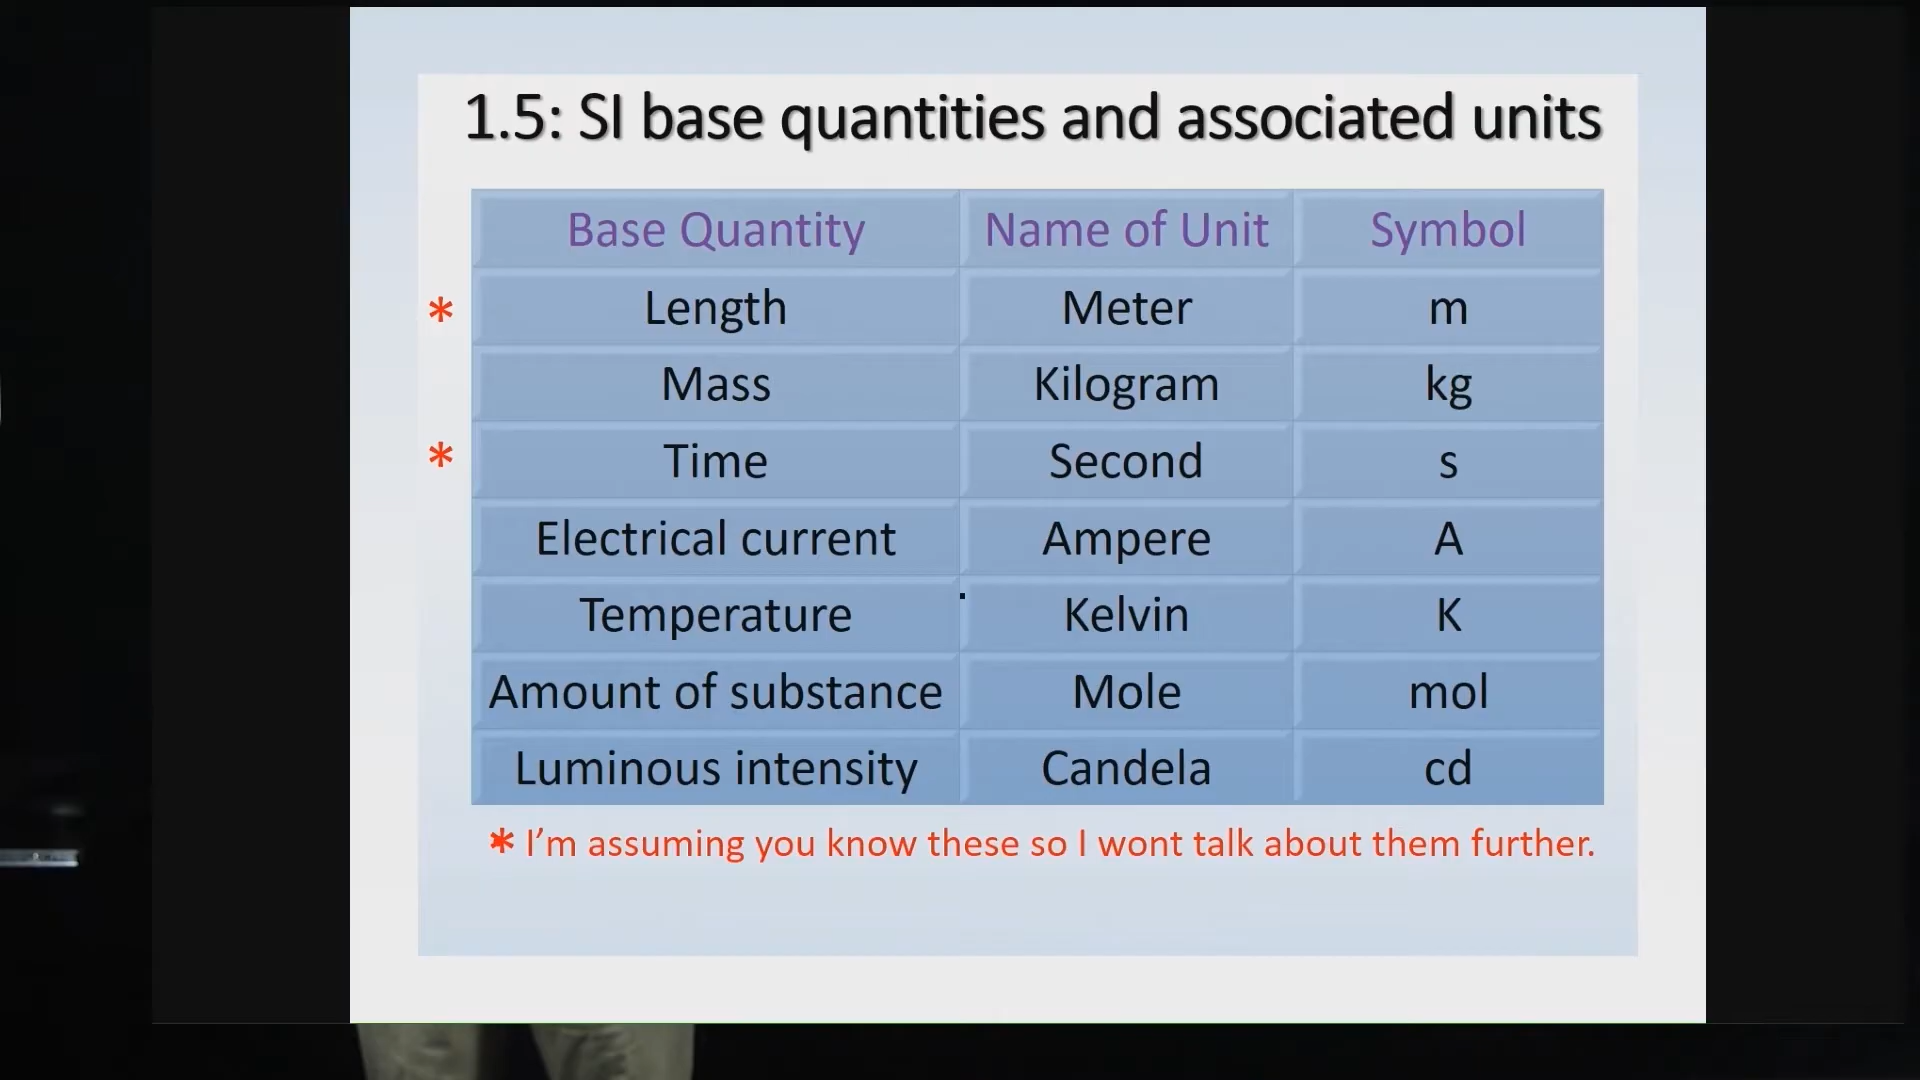 1.5: SI base quantities and associated units
Base Quantity Name of Unit Symbol
* Length Meter m
Mass Kilogram kg
* Time Second s
Electrical current Ampere A
Temperature Kelvin K
Amount of substance Mole mol
Luminous intensity Candela cd
* I'm assuming you know these so I wont talk about them further.